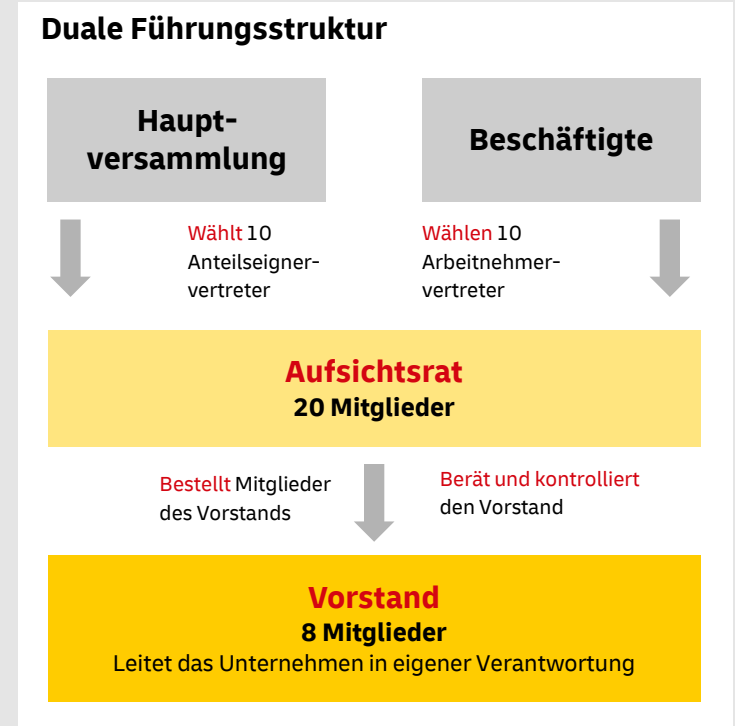 Duale Führungsstruktur
Haupt-
versammlung
Beschäftigte
Wählt 10
Anteilseigner-
vertreter
Wählen 10
Arbeitnehmer-
vertreter
Aufsichtsrat
20 Mitglieder
Bestellt Mitglieder
des Vorstands
Berät und kontrolliert
den Vorstand
Vorstand
8 Mitglieder
Leitet das Unternehmen in eigener Verantwortung